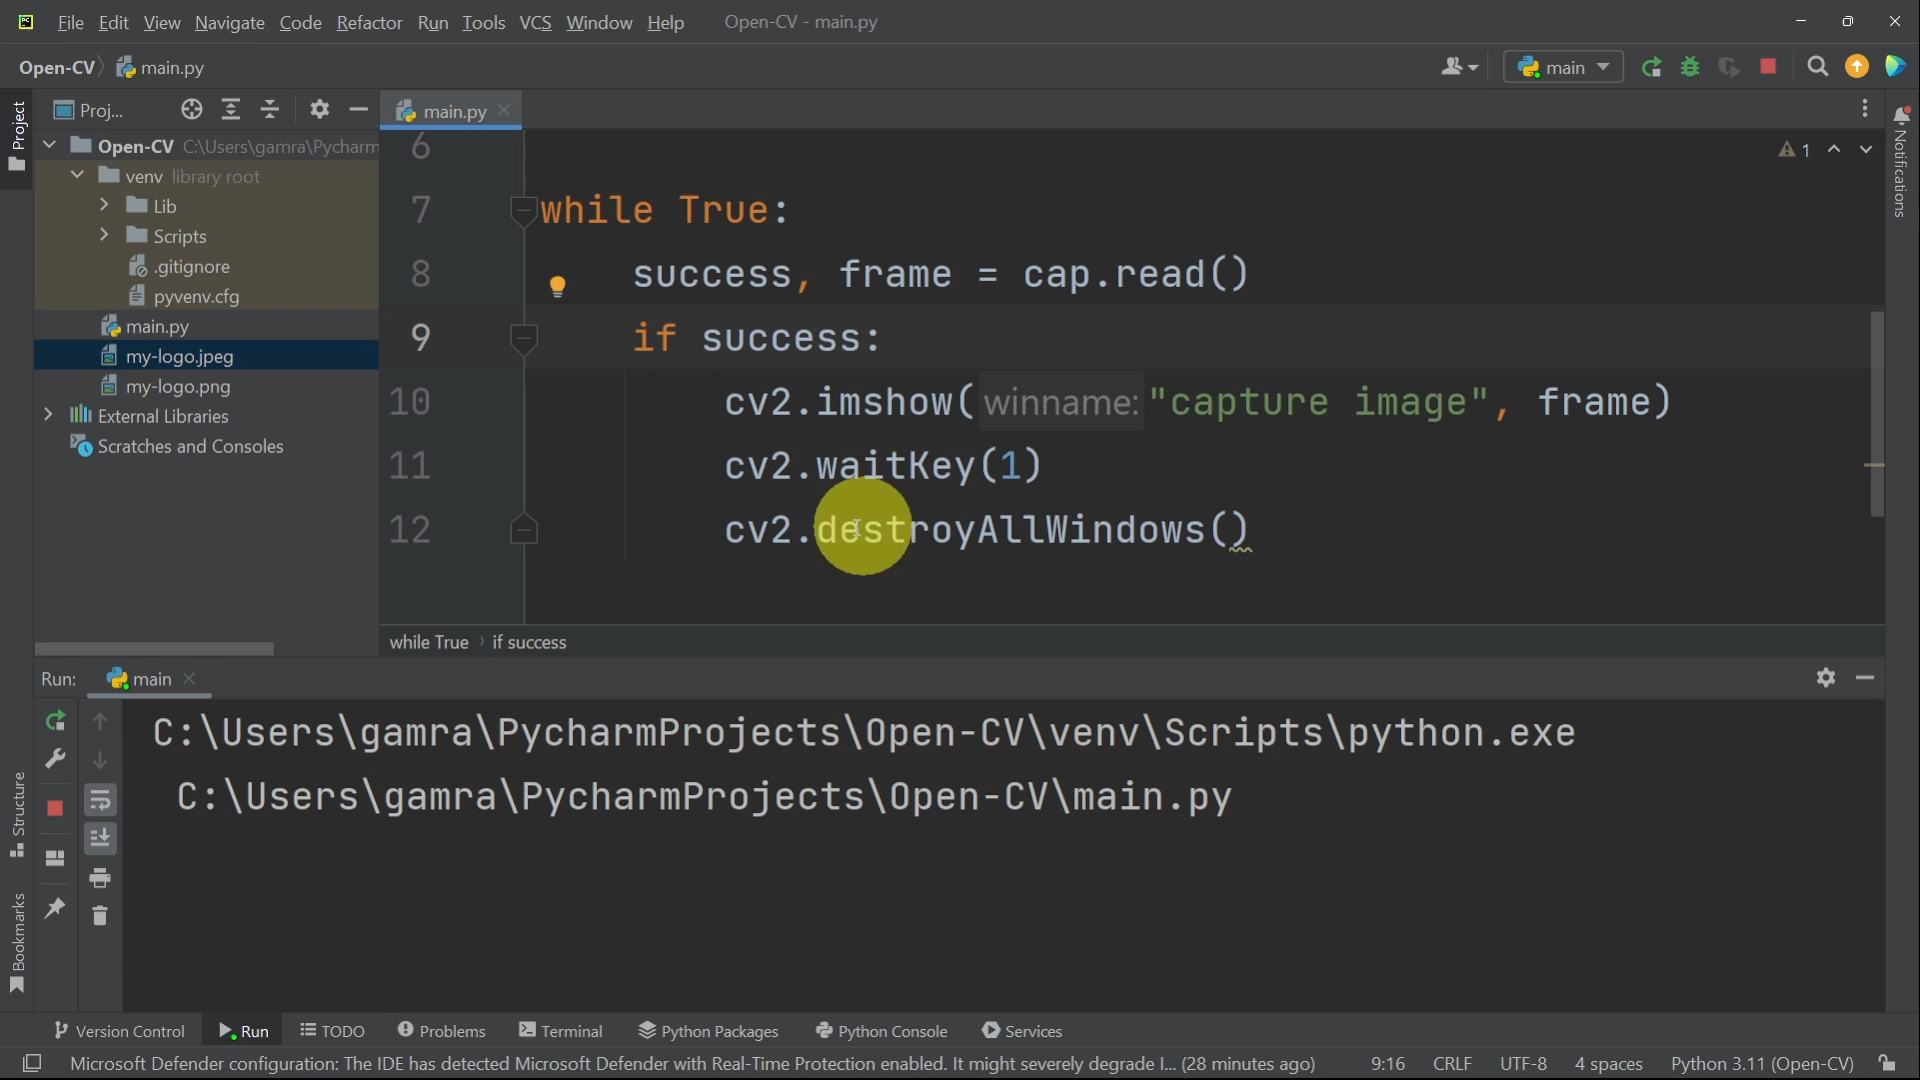 File Edit View Navigate Code Refactor Run Tools VCS Window Help Open-CV - main.py
Open-CV main.py main
Project
Proj... main.py
Notifications
Open-CV C:\Users\gamra\Pycharm
venv library root
Lib
Scripts
.gitignore
pyvenv.cfg
main.py
my-logo.jpeg
my-logo.png
External Libraries
Scratches and Consoles
6 1
7 while True:
8 success, frame = cap.read()
9 if success:
10 cv2.imshow( winname: "capture image", frame)
11 cv2.waitKey(1)
12 cv2.destroyAllWindows()
while True › if success
Run: main
C:\Users\gamra\PycharmProjects\Open-CV\venv\Scripts\python.exe
C:\Users\gamra\PycharmProjects\Open-CV\main.py
Structure
Bookmarks
Version Control Run TODO Problems Terminal Python Packages Python Console Services
Microsoft Defender configuration: The IDE has detected Microsoft Defender with Real-Time Protection enabled. It might severely degrade I... (28 minutes ago) 9:16 CRLF UTF-8 4 spaces Python 3.11 (Open-CV)